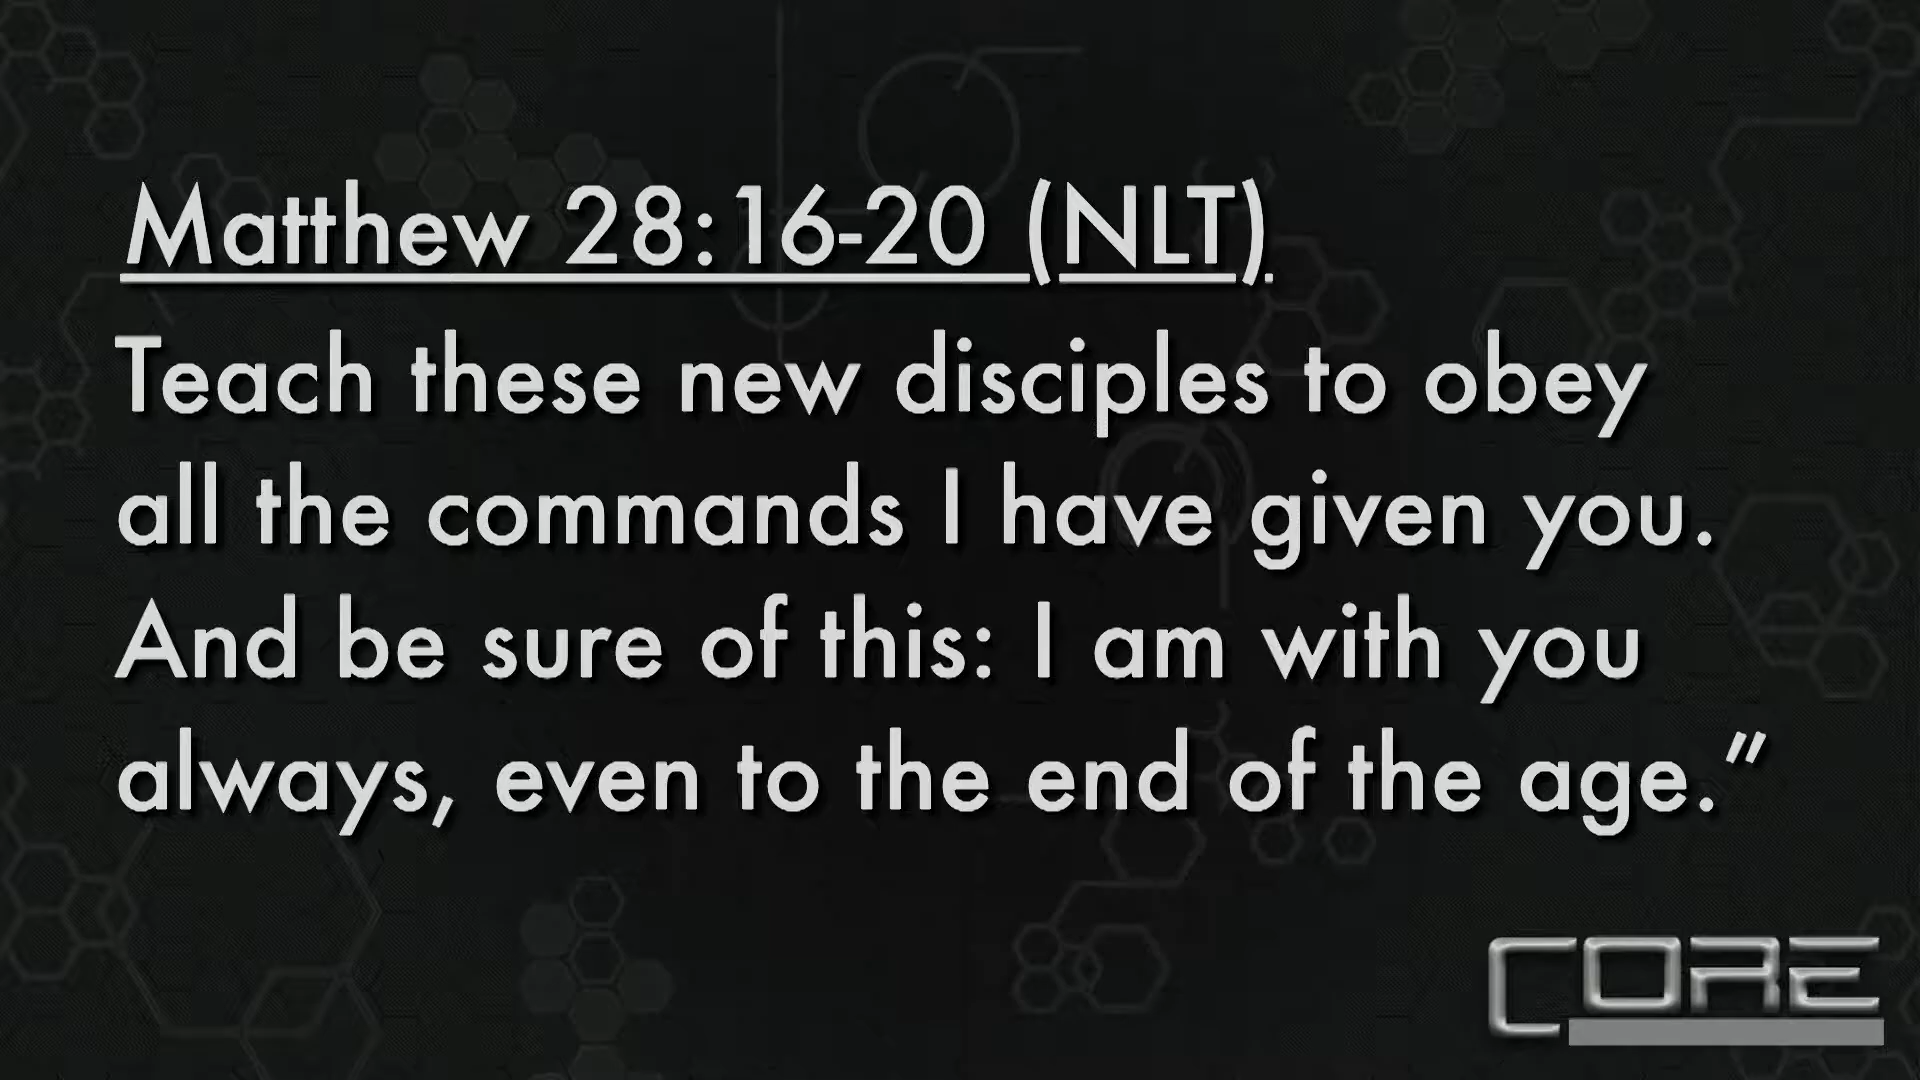 Matthew 28:16-20 (NLT)
Teach these new disciples to obey
all the commands I have given you.
And be sure of this: I am with you
always, even to the end of the age.”
CORE